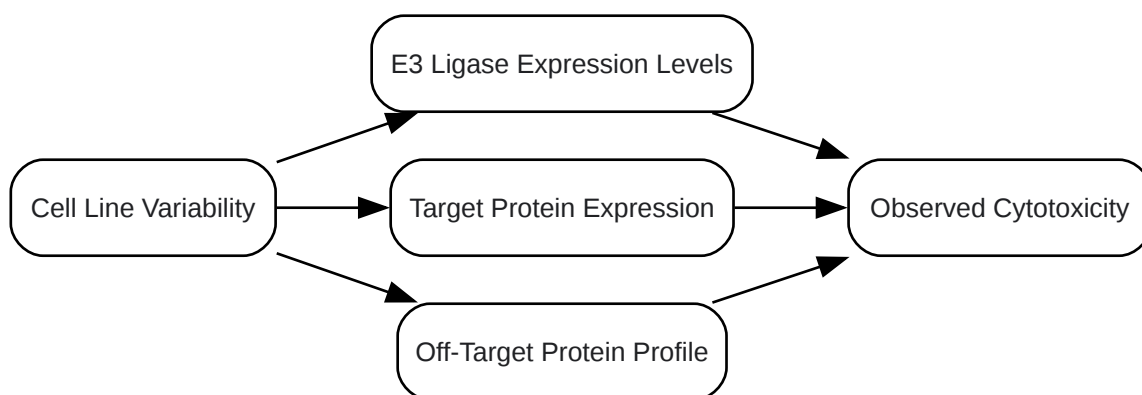 E3 Ligase Expression Levels
Cell Line Variability
Target Protein Expression
Observed Cytotoxicity
Off-Target Protein Profile